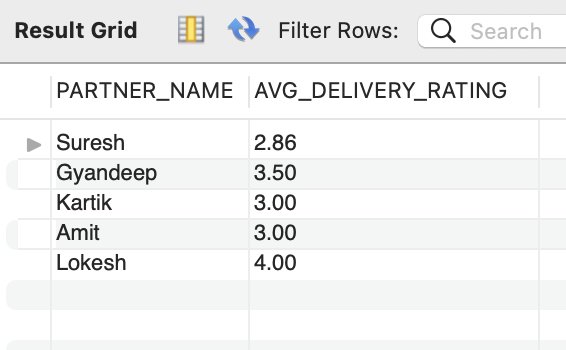 Result Grid Filter Rows: Search
PARTNER_NAME AVG_DELIVERY_RATING
Suresh 2.86
Gyandeep 3.50
Kartik 3.00
Amit 3.00
Lokesh 4.00